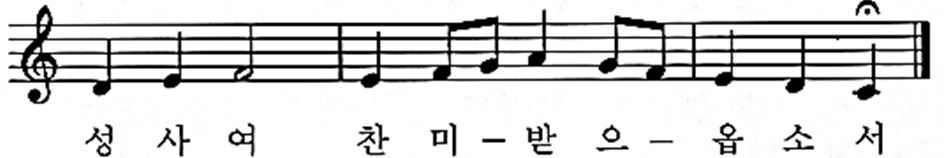 성 사 여 찬 미 - 받 으 - 옵 소 서